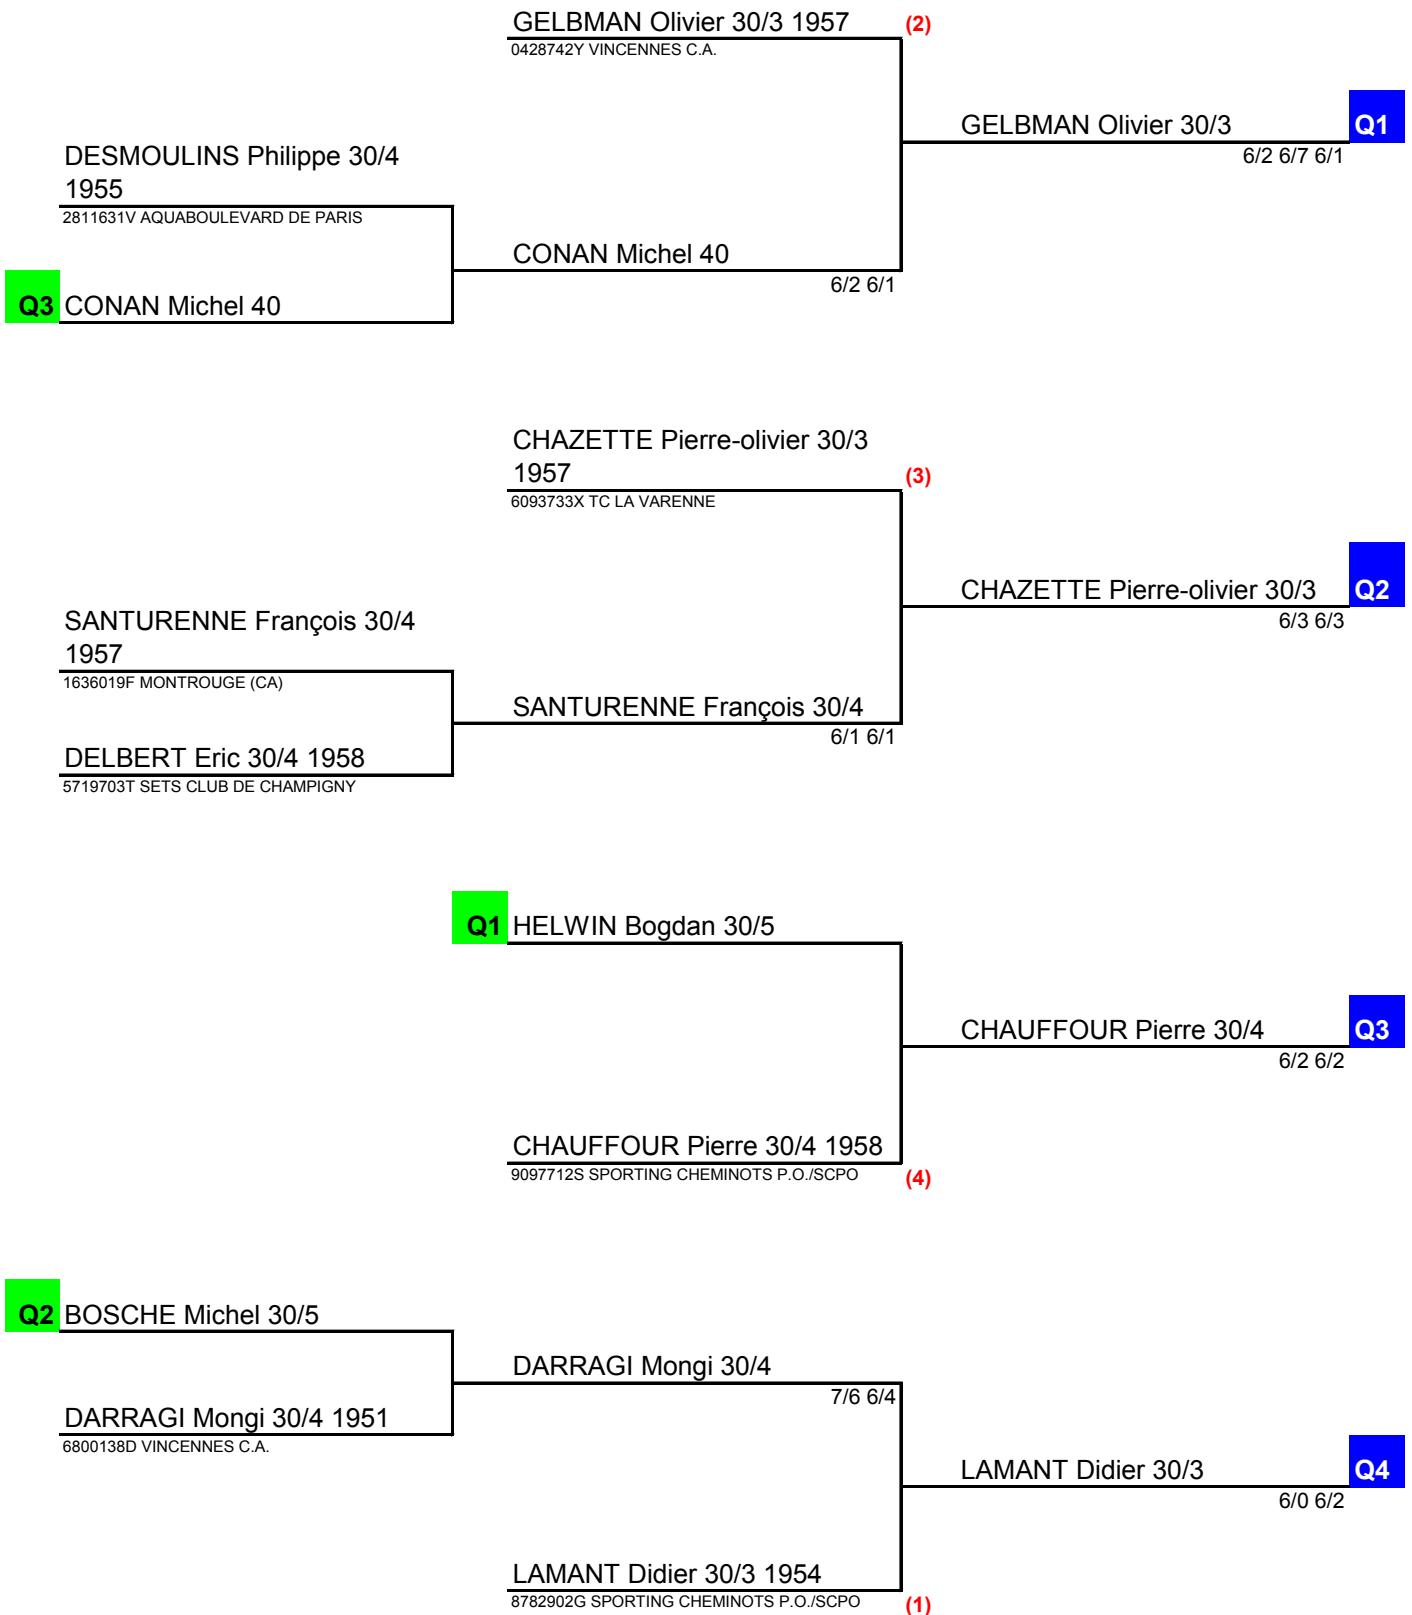 GELBMAN Olivier 30/3 1957
(2)
0428742Y VINCENNES C.A.
GELBMAN Olivier 30/3
Q1
6/2 6/7 6/1
DESMOULINS Philippe 30/4
1955
2811631V AQUABOULEVARD DE PARIS
CONAN Michel 40
6/2 6/1
Q3 CONAN Michel 40
CHAZETTE Pierre-olivier 30/3
1957
(3)
6093733X TC LA VARENNE
CHAZETTE Pierre-olivier 30/3
Q2
6/3 6/3
SANTURENNE François 30/4
1957
1636019F MONTROUGE (CA)
SANTURENNE François 30/4
6/1 6/1
DELBERT Eric 30/4 1958
5719703T SETS CLUB DE CHAMPIGNY
Q1 HELWIN Bogdan 30/5
CHAUFFOUR Pierre 30/4
Q3
6/2 6/2
CHAUFFOUR Pierre 30/4 1958
9097712S SPORTING CHEMINOTS P.O./SCPO
(4)
Q2 BOSCHE Michel 30/5
DARRAGI Mongi 30/4
7/6 6/4
DARRAGI Mongi 30/4 1951
6800138D VINCENNES C.A.
LAMANT Didier 30/3
Q4
6/0 6/2
LAMANT Didier 30/3 1954
8782902G SPORTING CHEMINOTS P.O./SCPO
(1)